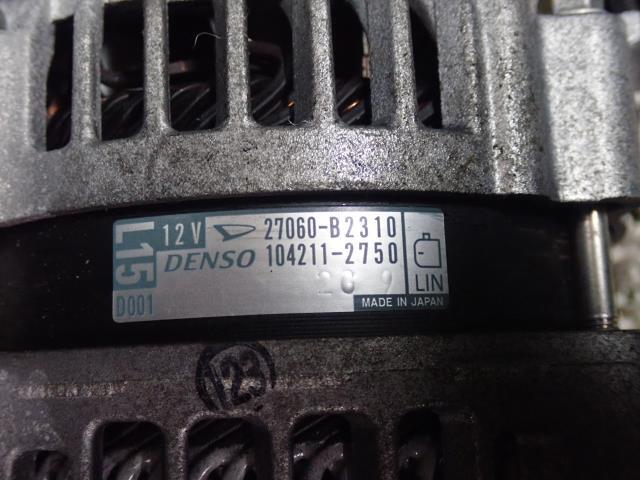 L15
D001
12V 27060-B2310
DENSO 104211-2750
LIN
MADE IN JAPAN
123